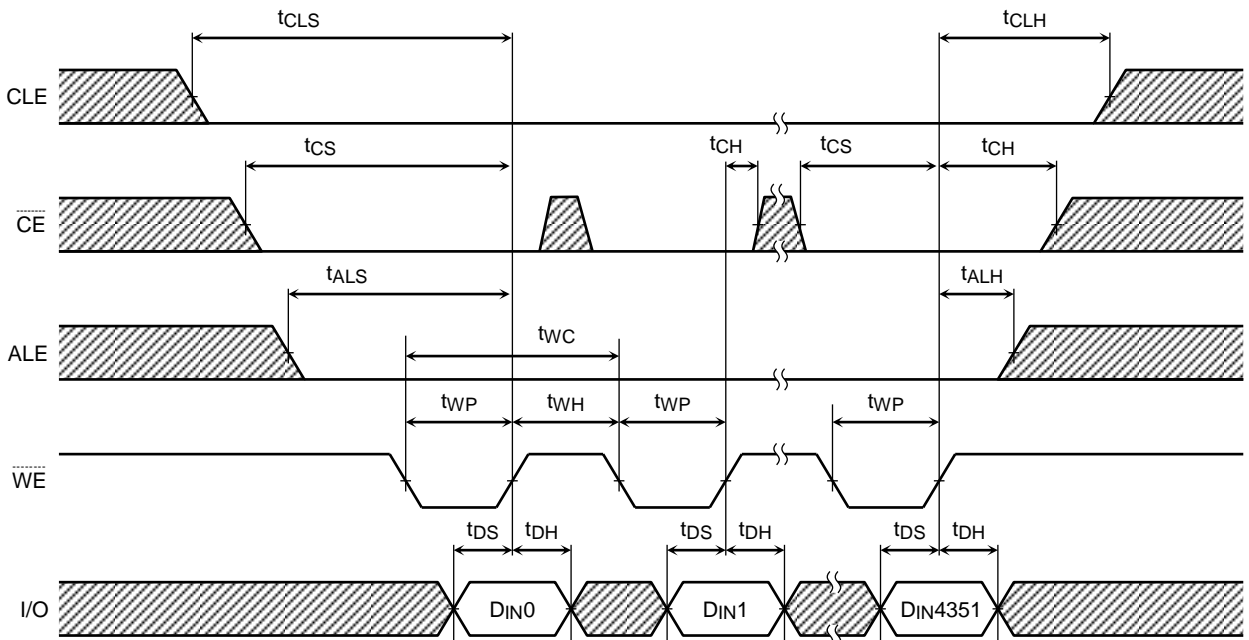 tCLS
tCLH
CLE
tCS
tCH
tCS
tCH
CE
tALS
tALH
ALE
tWC
tWP
tWH
tWP
tWP
WE
tDS
tDH
tDS
tDH
tDS
tDH
I/O
DIN0
DIN1
DIN4351